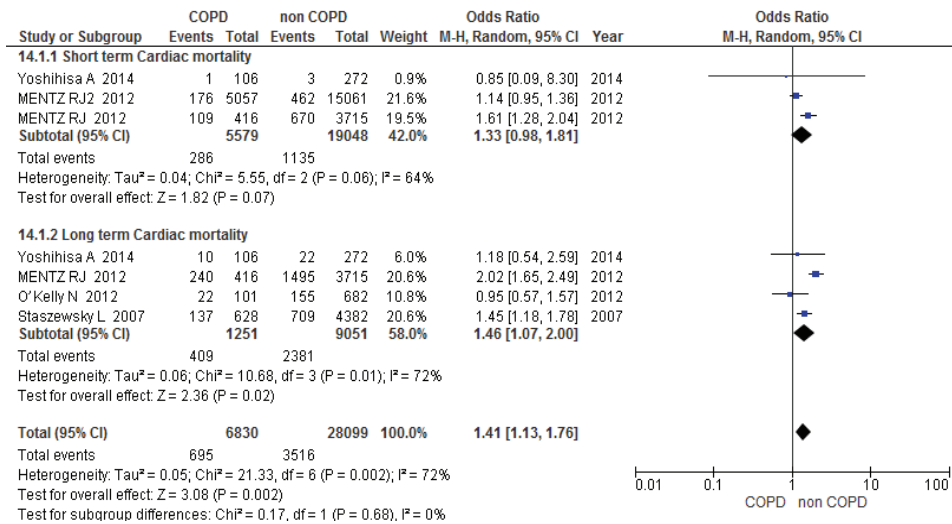 COPD non COPD Odds Ratio Odds Ratio
Study or Subgroup Events Total Events Total Weight M-H, Random, 95% CI Year M-H, Random, 95% CI
14.1.1 Short term Cardiac mortality
Yoshihisa A 2014 1 106 3 272 0.9% 0.85 [0.09, 8.30] 2014
MENTZ RJ2 2012 176 5057 462 15061 21.6% 1.14 [0.95, 1.36] 2012
MENTZ RJ 2012 109 416 670 3715 19.5% 1.61 [1.28, 2.04] 2012
Subtotal (95% CI) 5579 19048 42.0% 1.33 [0.98, 1.81]
Total events 286 1135
Heterogeneity: Tau² = 0.04; Chi² = 5.55, df = 2 (P = 0.06); I² = 64%
Test for overall effect: Z = 1.82 (P = 0.07)
14.1.2 Long term Cardiac mortality
Yoshihisa A 2014 10 106 22 272 6.0% 1.18 [0.54, 2.59] 2014
MENTZ RJ 2012 240 416 1495 3715 20.6% 2.02 [1.65, 2.49] 2012
O'Kelly N 2012 22 101 155 682 10.8% 0.95 [0.57, 1.57] 2012
Staszewsky L 2007 137 628 709 4382 20.6% 1.45 [1.18, 1.78] 2007
Subtotal (95% CI) 1251 9051 58.0% 1.46 [1.07, 2.00]
Total events 409 2381
Heterogeneity: Tau² = 0.06; Chi² = 10.68, df = 3 (P = 0.01); I² = 72%
Test for overall effect: Z = 2.36 (P = 0.02)
Total (95% CI) 6830 28099 100.0% 1.41 [1.13, 1.76]
Total events 695 3516
Heterogeneity: Tau² = 0.05; Chi² = 21.33, df = 6 (P = 0.002); I² = 72%
Test for overall effect: Z = 3.08 (P = 0.002)
Test for subgroup differences: Chi² = 0.17, df = 1 (P = 0.68), I² = 0%
0.01 0.1 1 10 100
COPD non COPD